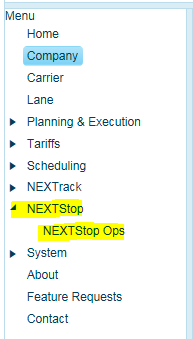 Menu
Home
Company
Carrier
Lane
Planning & Execution
Tariffs
Scheduling
NEXTrack
NEXTStop
NEXTStop Ops
System
About
Feature Requests
Contact